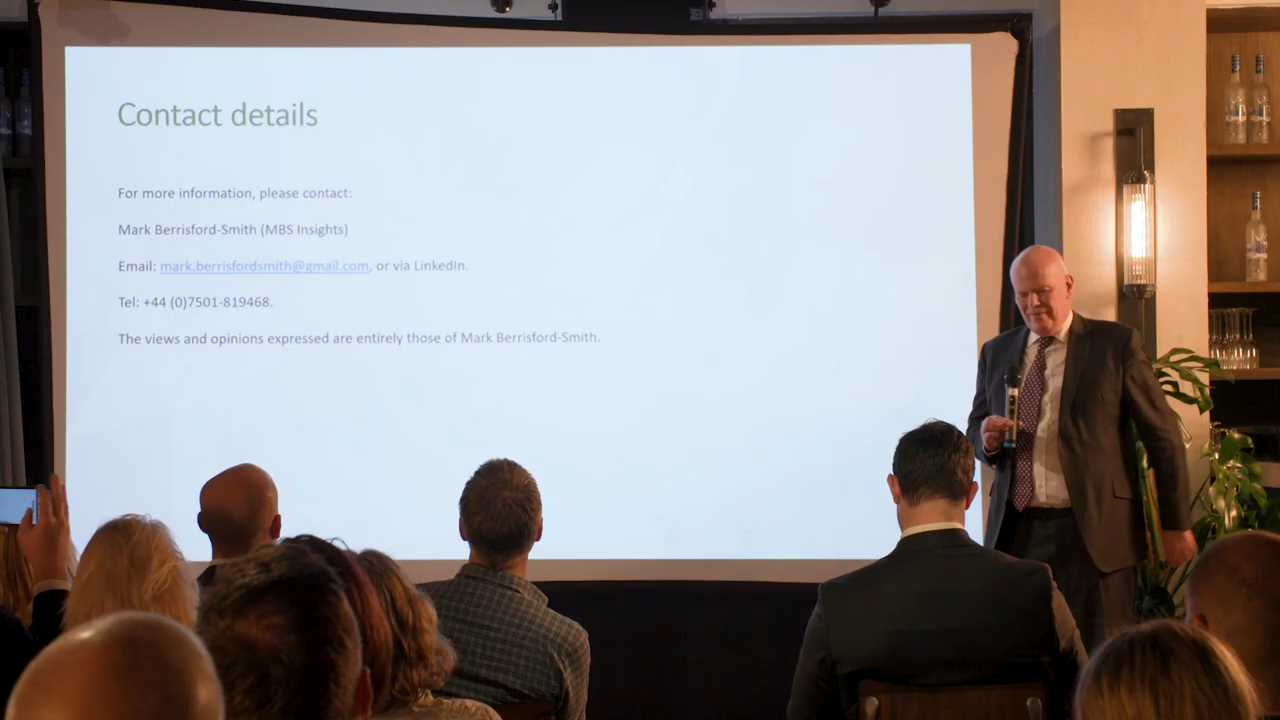 Contact details
For more information, please contact:
Mark Berrisford-Smith (MBS Insights)
Email: mark.berrisfordsmith@gmail.com, or via LinkedIn.
Tel: +44 (0)7501-819468.
The views and opinions expressed are entirely those of Mark Berrisford-Smith.